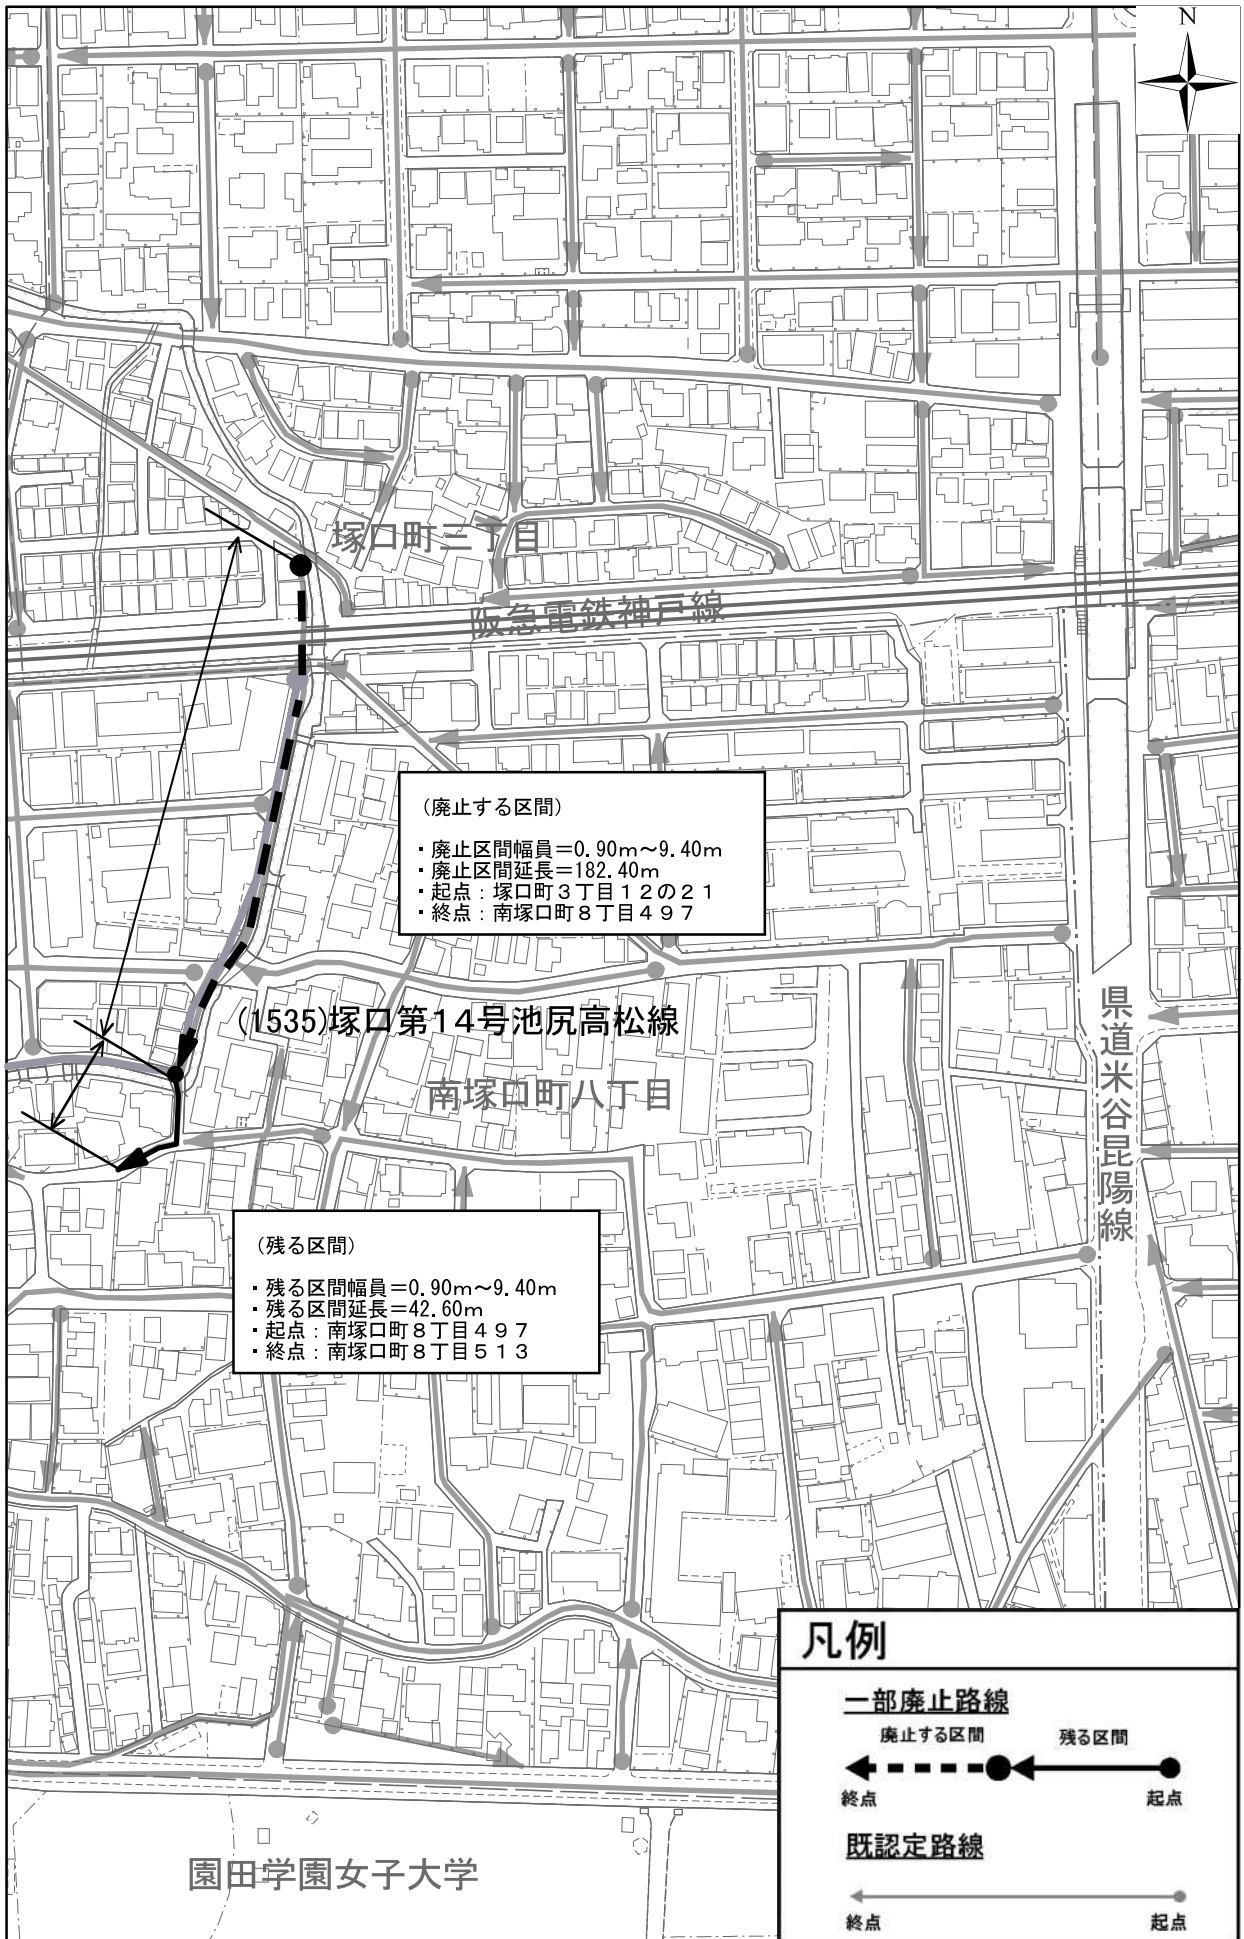 N
塚口町三丁目
阪急電鉄神戸線
(廃止する区間)
・廃止区間幅員＝0.90ｍ～9.40ｍ
・廃止区間延長＝182.40ｍ
・起点：塚口町３丁目１２の２１
・終点：南塚口町８丁目４９７
(1535)塚口第14号池尻高松線
南塚口町八丁目
県道米谷昆陽線
(残る区間)
・残る区間幅員＝0.90ｍ～9.40ｍ
・残る区間延長＝42.60ｍ
・起点：南塚口町８丁目４９７
・終点：南塚口町８丁目５１３
凡例
一部廃止路線
廃止する区間 残る区間
終点 起点
既認定路線
終点 起点
園田学園女子大学